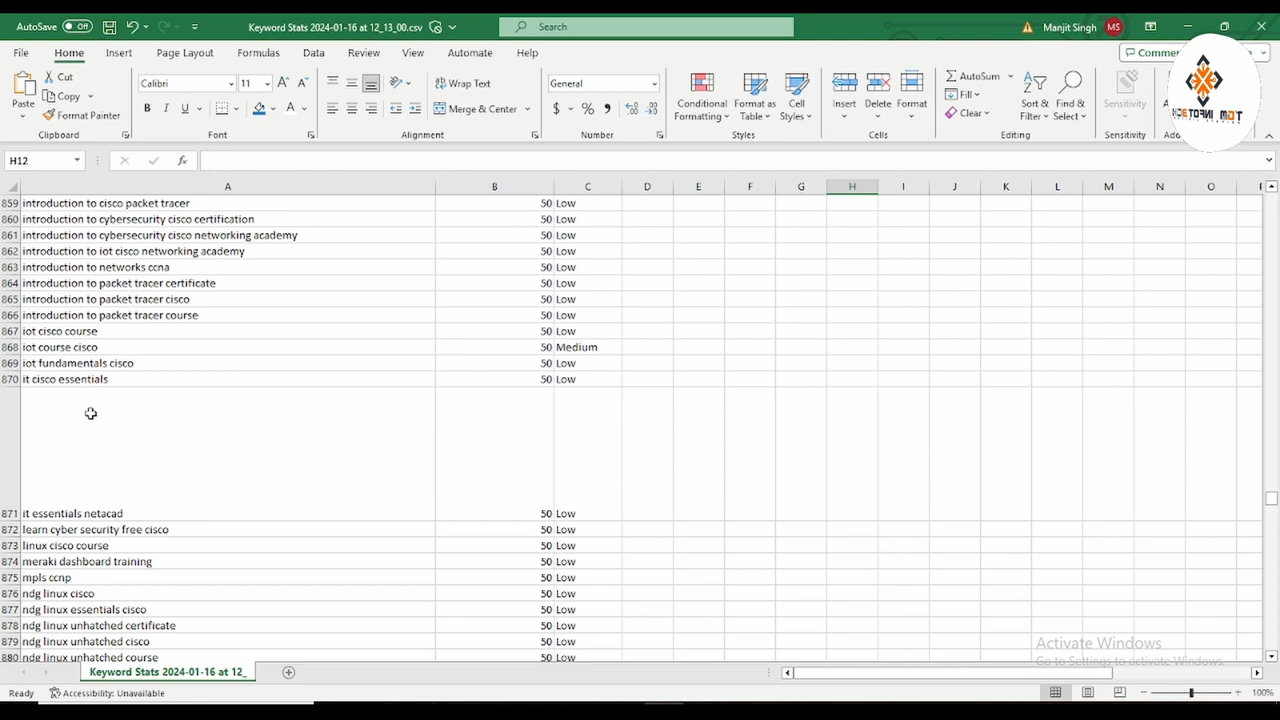 AutoSave Off Keyword Stats 2024-01-16 at 12_13_00.csv Search Manjit Singh MS
File Home Insert Page Layout Formulas Data Review View Automate Help
Cut
Copy
Format Painter
Paste
Clipboard
Calibri 11
B I U
Font
Wrap Text
Merge & Center
Alignment
General
$ % ,
Number
Conditional Formatting
Format as Table
Cell Styles
Styles
Insert Delete Format
Cells
AutoSum
Fill
Clear
Sort & Filter
Find & Select
Editing
Sensitivity
Sensitivity
TGM INFOTECH
H12 fx
A B C D E F G H I J K L M N O
859 introduction to cisco packet tracer 50 Low
860 introduction to cybersecurity cisco certification 50 Low
861 introduction to cybersecurity cisco networking academy 50 Low
862 introduction to iot cisco networking academy 50 Low
863 introduction to networks ccna 50 Low
864 introduction to packet tracer certificate 50 Low
865 introduction to packet tracer cisco 50 Low
866 introduction to packet tracer course 50 Low
867 iot cisco course 50 Low
868 iot course cisco 50 Medium
869 iot fundamentals cisco 50 Low
870 it cisco essentials 50 Low
871 it essentials netacad 50 Low
872 learn cyber security free cisco 50 Low
873 linux cisco course 50 Low
874 meraki dashboard training 50 Low
875 mpls ccnp 50 Low
876 ndg linux cisco 50 Low
877 ndg linux essentials cisco 50 Low
878 ndg linux unhatched certificate 50 Low
879 ndg linux unhatched cisco 50 Low
880 ndg linux unhatched course 50 Low
Activate Windows
Go to Settings to activate Windows.
Keyword Stats 2024-01-16 at 12_
Ready Accessibility: Unavailable 100%